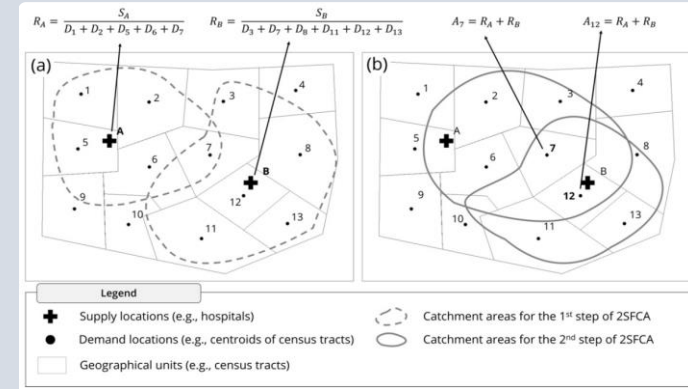 R_A = S_A / (D_1 + D_2 + D_5 + D_6 + D_7)
R_B = S_B / (D_3 + D_7 + D_8 + D_11 + D_12 + D_13)
A_7 = R_A + R_B
A_12 = R_A + R_B
(a)
1
2
3
4
A
5
6
7
8
B
9
12
10
11
13
(b)
1
2
3
4
A
5
6
7
8
B
9
12
10
11
13
Legend
Supply locations (e.g., hospitals)
Catchment areas for the 1st step of 2SFCA
Demand locations (e.g., centroids of census tracts)
Catchment areas for the 2nd step of 2SFCA
Geographical units (e.g., census tracts)